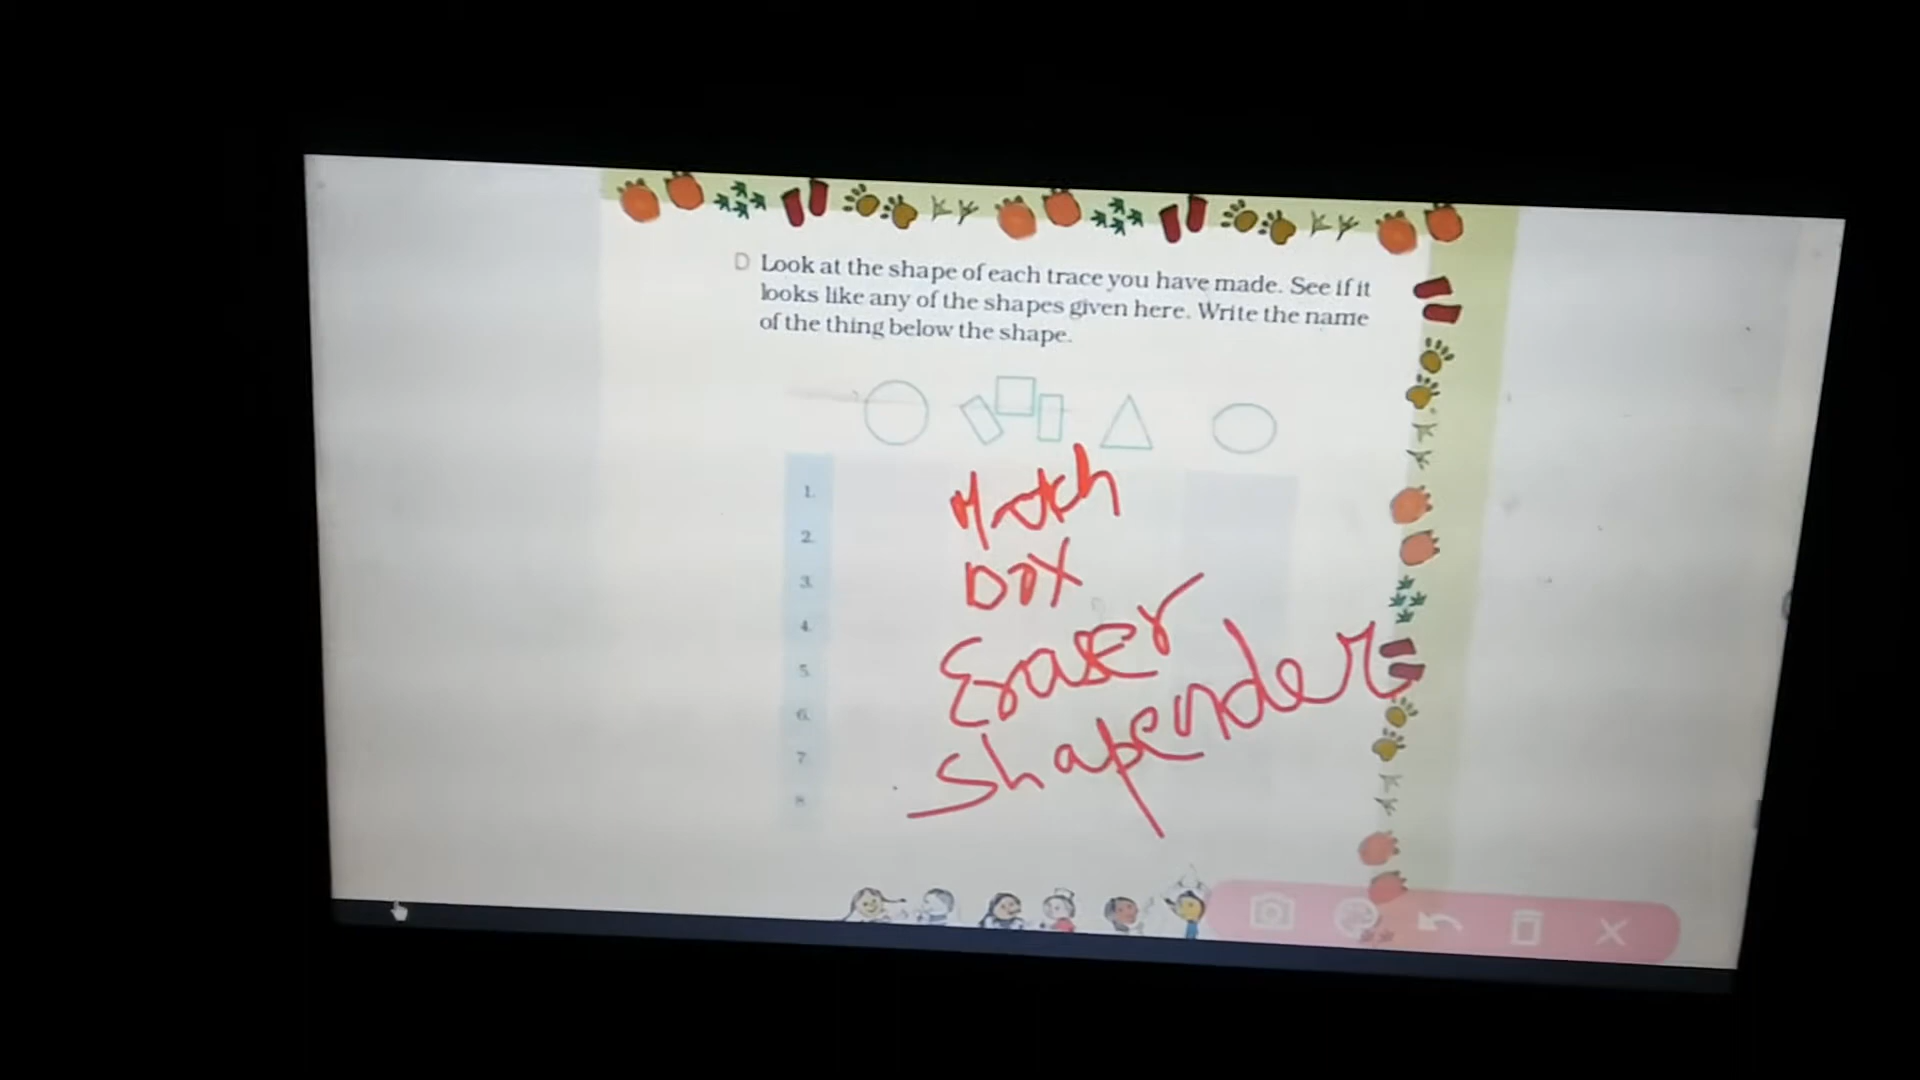 D Look at the shape of each trace you have made. See if it
looks like any of the shapes given here. Write the name
of the thing below the shape.
1.
2.
3.
4.
5.
6.
7.
8.
Match
Box
Eraser
Shapender